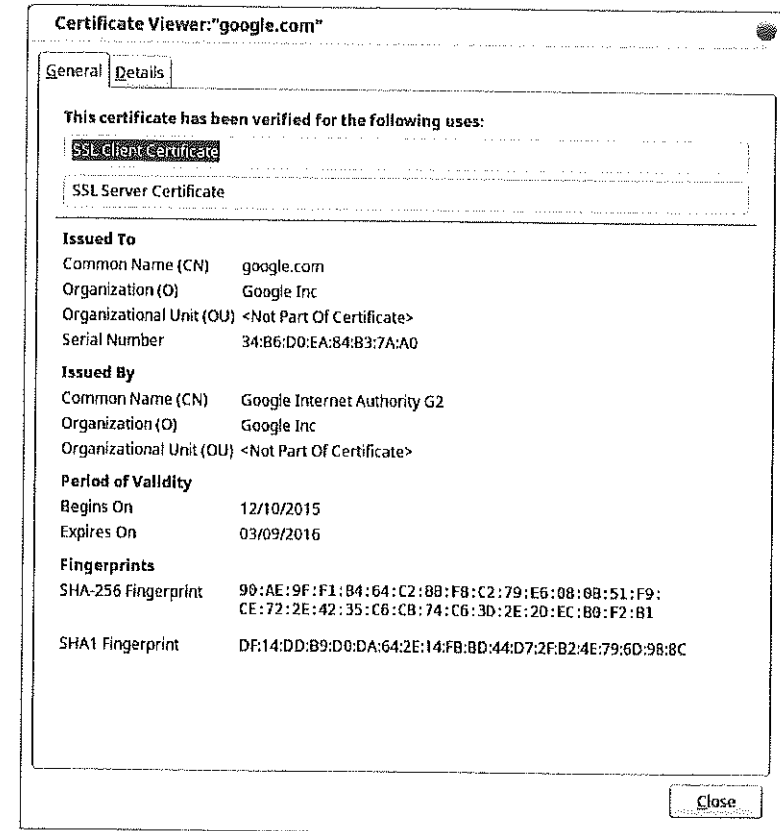 Certificate Viewer:"google.com"
General Details
This certificate has been verified for the following uses:
SSL Client Certificate
SSL Server Certificate
Issued To
Common Name (CN) google.com
Organization (O) Google Inc
Organizational Unit (OU) <Not Part Of Certificate>
Serial Number 34:B6:D0:EA:84:B3:7A:A0
Issued By
Common Name (CN) Google Internet Authority G2
Organization (O) Google Inc
Organizational Unit (OU) <Not Part Of Certificate>
Period of Validity
Begins On 12/10/2015
Expires On 03/09/2016
Fingerprints
SHA-256 Fingerprint 90:AE:9F:F1:B4:64:C2:8B:F8:C2:79:E6:08:0B:51:F9:
CE:72:2E:42:35:C6:CB:74:C6:3D:2E:2D:EC:B0:F2:B1
SHA1 Fingerprint DF:14:DD:B9:D0:DA:64:2E:14:FB:BD:44:D7:2F:B2:4E:79:6D:98:8C
Close